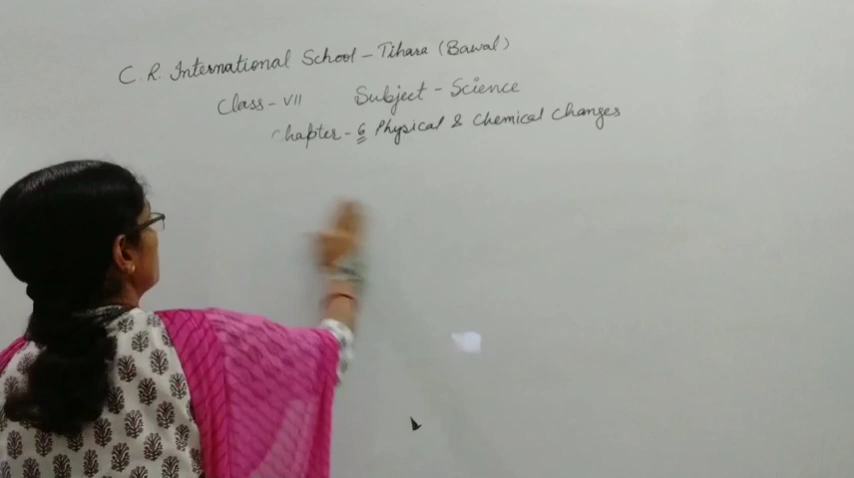 C. R. International School - Tihara (Bawal)
Class - VII Subject - Science
Chapter - 6 Physical & Chemical Changes